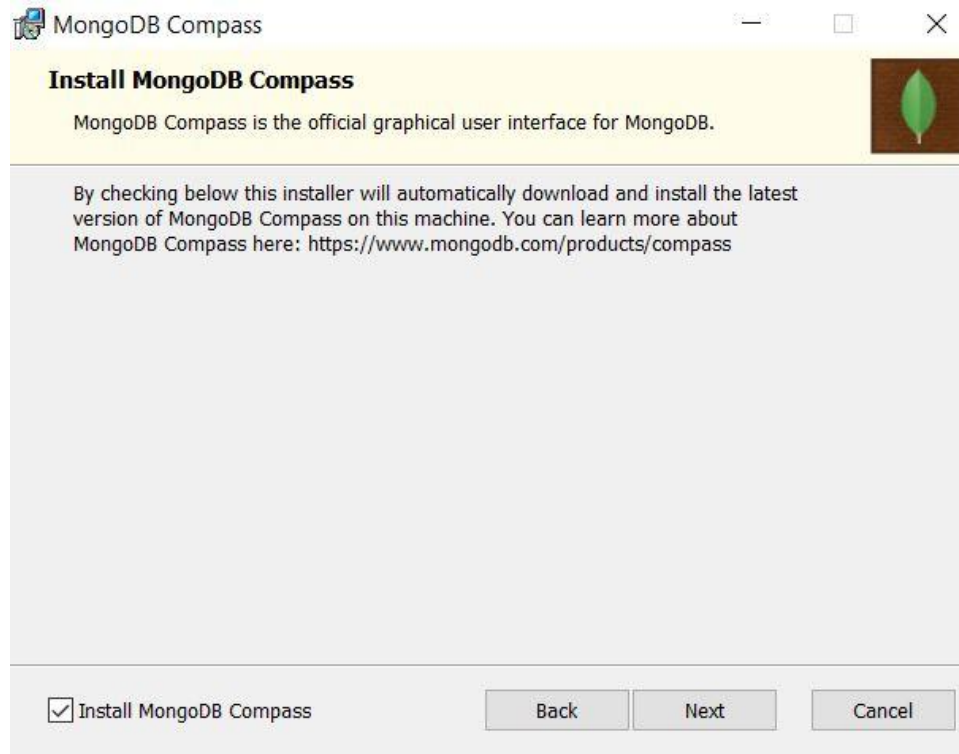 MongoDB Compass
Install MongoDB Compass
MongoDB Compass is the official graphical user interface for MongoDB.
By checking below this installer will automatically download and install the latest
version of MongoDB Compass on this machine. You can learn more about
MongoDB Compass here: https://www.mongodb.com/products/compass
Install MongoDB Compass
Back
Next
Cancel